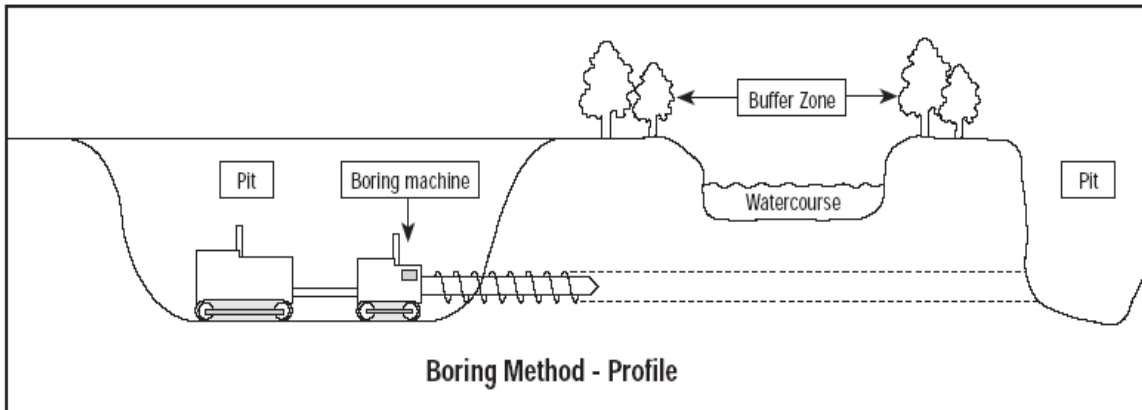 Buffer Zone
Pit
Boring machine
Watercourse
Pit
Boring Method - Profile